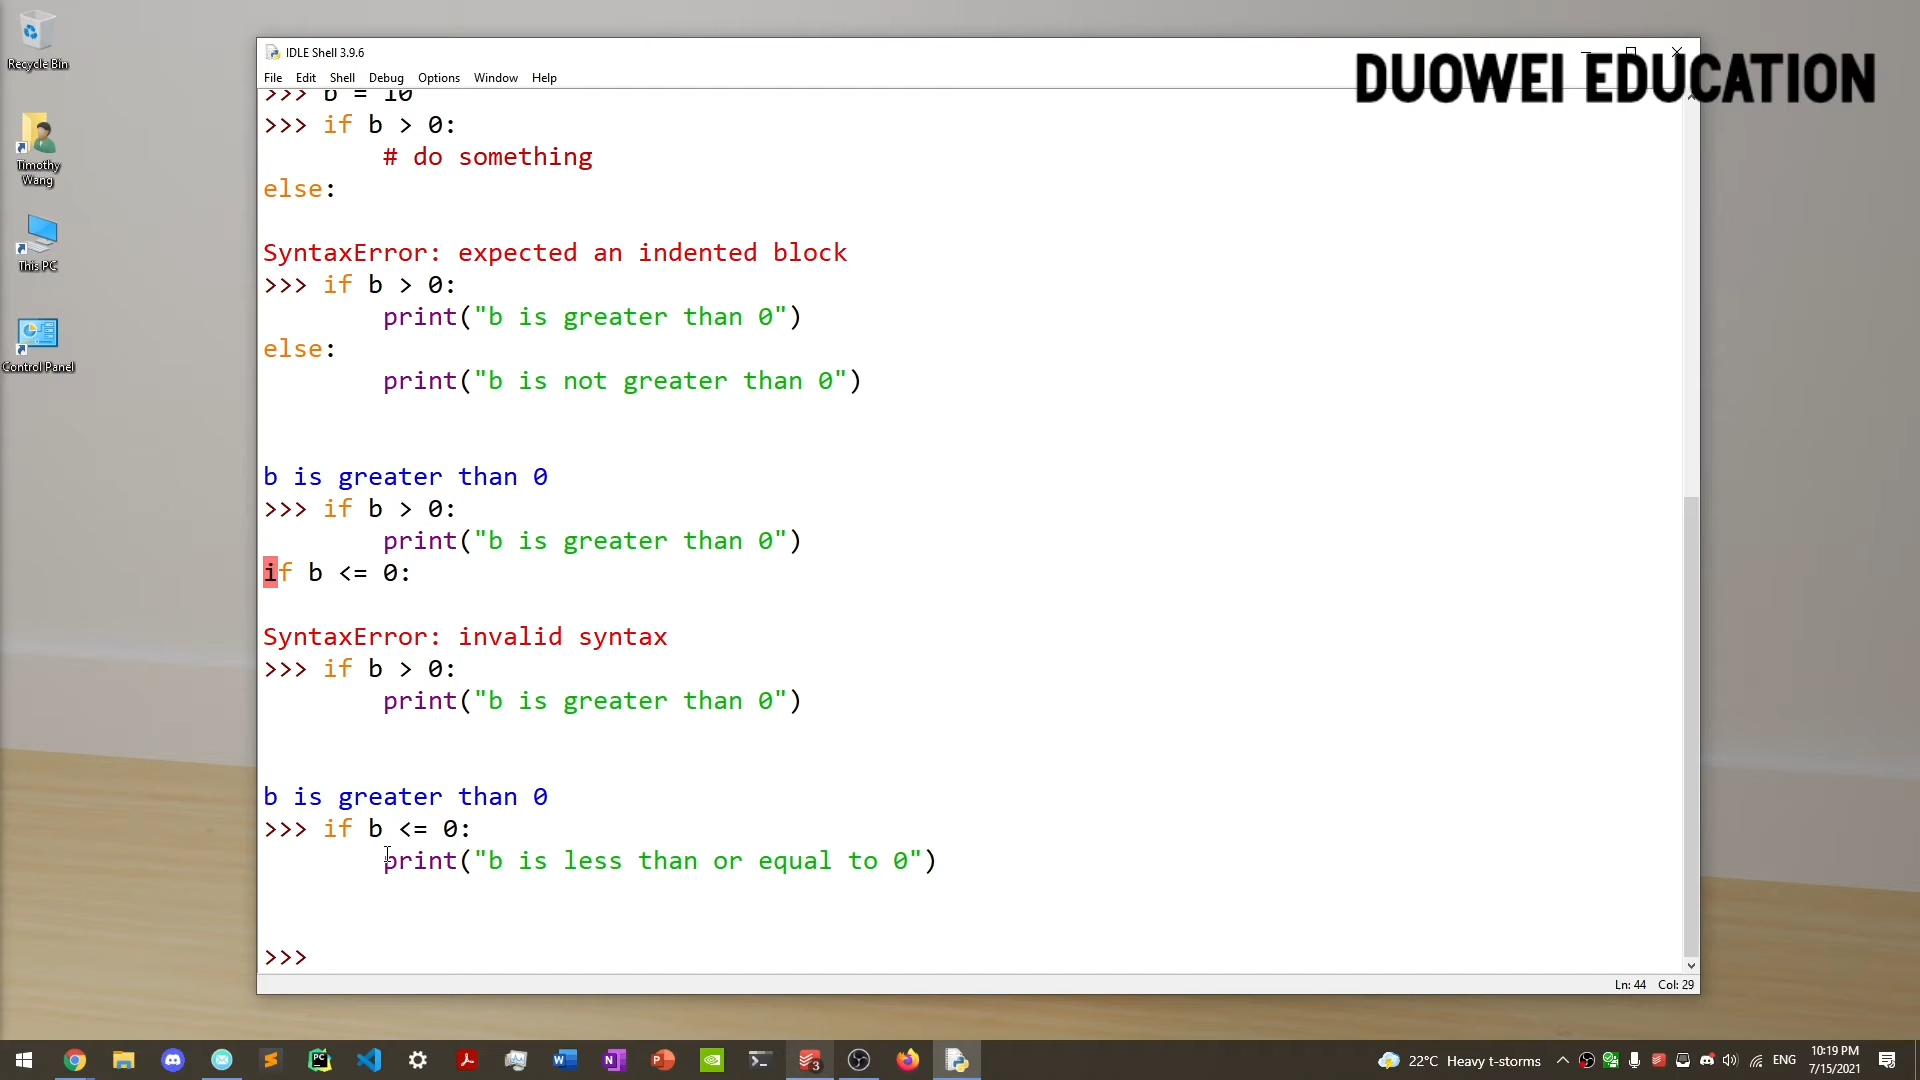 Recycle Bin
Timothy
Wang
This PC
Control Panel
IDLE Shell 3.9.6
File Edit Shell Debug Options Window Help
DUOWEI EDUCATION
>>> b = 10
>>> if b > 0:
# do something
else:
SyntaxError: expected an indented block
>>> if b > 0:
print("b is greater than 0")
else:
print("b is not greater than 0")
b is greater than 0
>>> if b > 0:
print("b is greater than 0")
if b <= 0:
SyntaxError: invalid syntax
>>> if b > 0:
print("b is greater than 0")
b is greater than 0
>>> if b <= 0:
print("b is less than or equal to 0")
>>>
Ln: 44 Col: 29
22°C Heavy t-storms
ENG
10:19 PM
7/15/2021